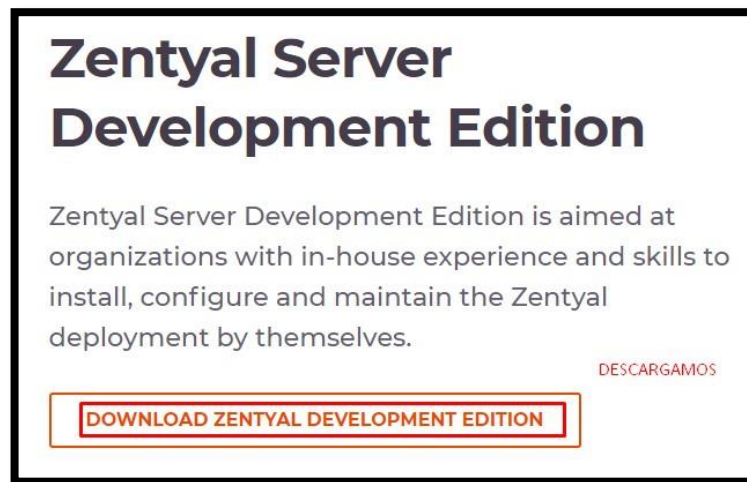 Zentyal Server
Development Edition
Zentyal Server Development Edition is aimed at
organizations with in-house experience and skills to
install, configure and maintain the Zentyal
deployment by themselves.
DESCARGAMOS
DOWNLOAD ZENTYAL DEVELOPMENT EDITION